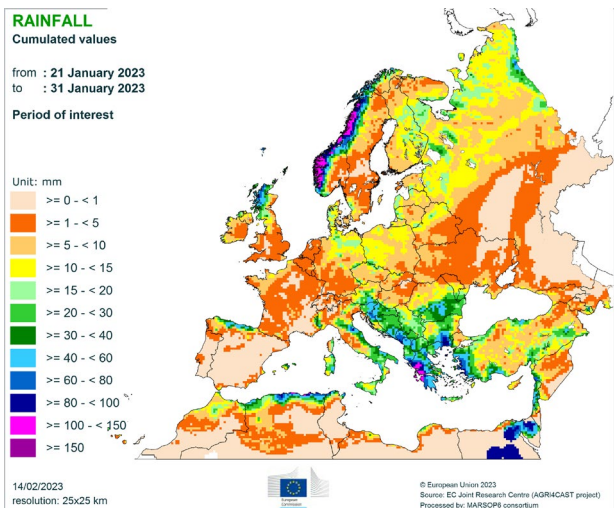 RAINFALL
Cumulated values
from : 21 January 2023
to : 31 January 2023
Period of interest
Unit: mm
>= 0 - < 1
>= 1 - < 5
>= 5 - < 10
>= 10 - < 15
>= 15 - < 20
>= 20 - < 30
>= 30 - < 40
>= 40 - < 60
>= 60 - < 80
>= 80 - < 100
>= 100 - < 150
>= 150
14/02/2023
resolution: 25x25 km
European
Commission
© European Union 2023
Source: EC Joint Research Centre (AGRI4CAST project)
Processed by: MARSOP6 consortium